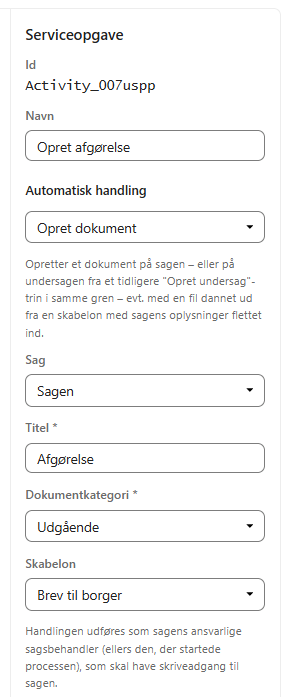 Serviceopgave
Id
Activity_007uspp
Navn
Opret afgørelse
Automatisk handling
Opret dokument
Opretter et dokument på sagen – eller på
undersagen fra et tidligere "Opret undersag"-
trin i samme gren – evt. med en fil dannet ud
fra en skabelon med sagens oplysninger flettet
ind.
Sag
Sagen
Titel *
Afgørelse
Dokumentkategori *
Udgående
Skabelon
Brev til borger
Handlingen udføres som sagens ansvarlige
sagsbehandler (ellers den, der startede
processen), som skal have skriveadgang til
sagen.